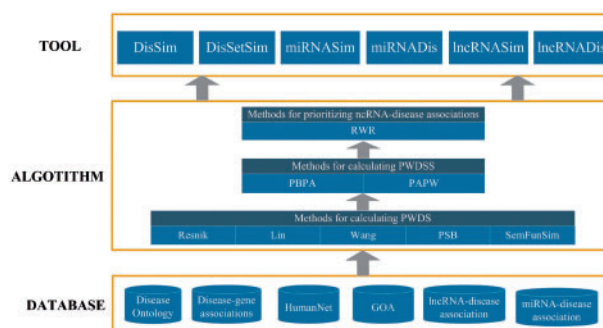 TOOL
DisSim DisSetSim miRNASim miRNADis lncRNASim lncRNADis
Methods for prioritizing ncRNA-disease associations
RWR
ALGOTITHM
Methods for calculating PWDSS
PBPA PAPW
Methods for calculating PWDS
Resnik Lin Wang PSB SemFunSim
DATABASE
Disease Ontology
Disease-gene associations
HumanNet
GOA
lncRNA-disease association
miRNA-disease association